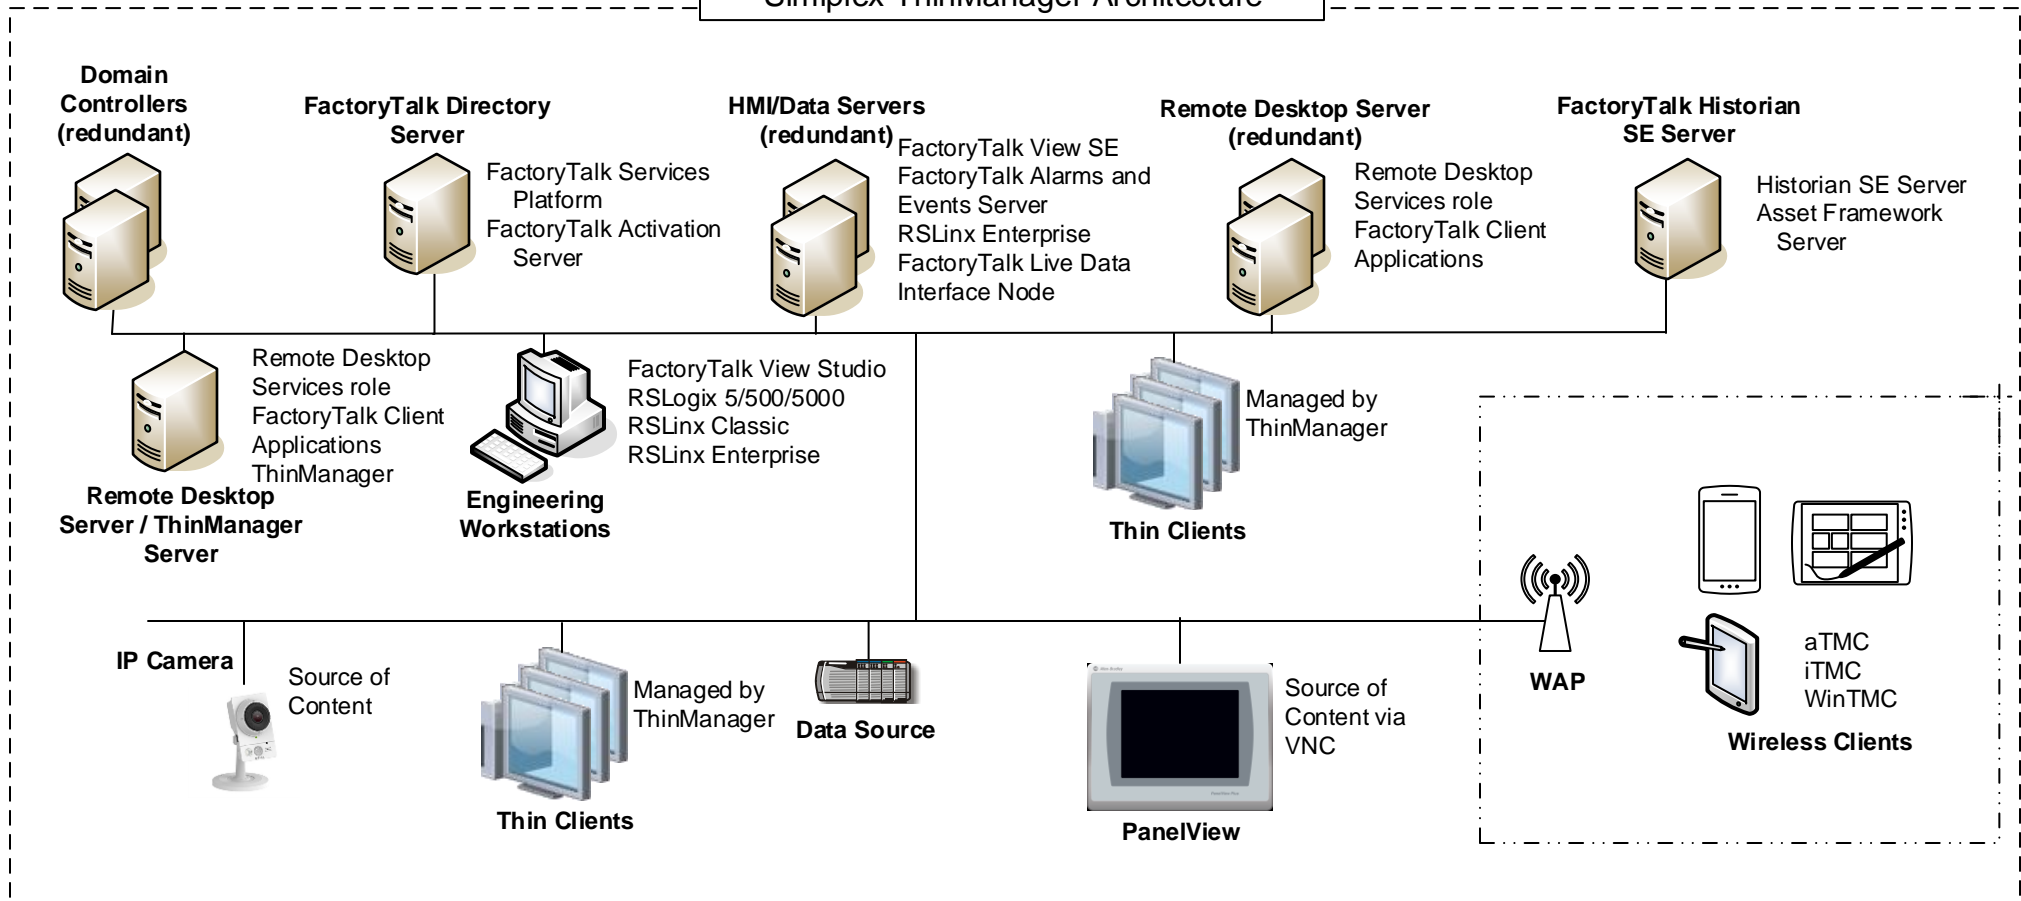 Simplex ThinManager Architecture
Domain
Controllers
(redundant)
FactoryTalk Directory
Server
FactoryTalk Services
Platform
FactoryTalk Activation
Server
HMI/Data Servers
(redundant)
FactoryTalk View SE
FactoryTalk Alarms and
Events Server
RSLinx Enterprise
FactoryTalk Live Data
Interface Node
Remote Desktop Server
(redundant)
Remote Desktop
Services role
FactoryTalk Client
Applications
FactoryTalk Historian
SE Server
Historian SE Server
Asset Framework
Server
Remote Desktop
Services role
FactoryTalk Client
Applications
ThinManager
Remote Desktop
Server / ThinManager
Server
FactoryTalk View Studio
RSLogix 5/500/5000
RSLinx Classic
RSLinx Enterprise
Engineering
Workstations
Managed by
ThinManager
Thin Clients
IP Camera
Source of
Content
Managed by
ThinManager
Thin Clients
Data Source
Source of
Content via
VNC
PanelView
WAP
aTMC
iTMC
WinTMC
Wireless Clients